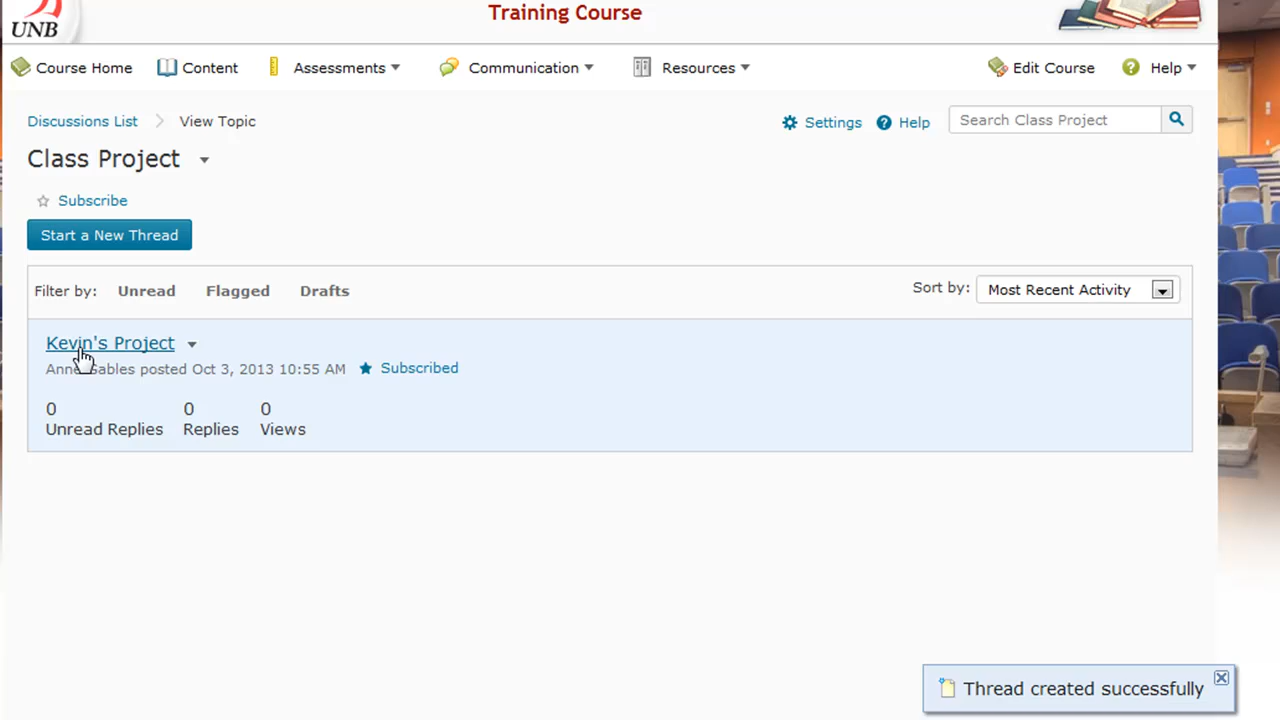 UNB
Training Course
Course Home Content Assessments Communication Resources Edit Course Help
Discussions List View Topic Settings Help Search Class Project
Class Project
Subscribe
Start a New Thread
Filter by: Unread Flagged Drafts Sort by: Most Recent Activity
Kevin's Project
Anne Gables posted Oct 3, 2013 10:55 AM Subscribed
0 0 0
Unread Replies Replies Views
Thread created successfully